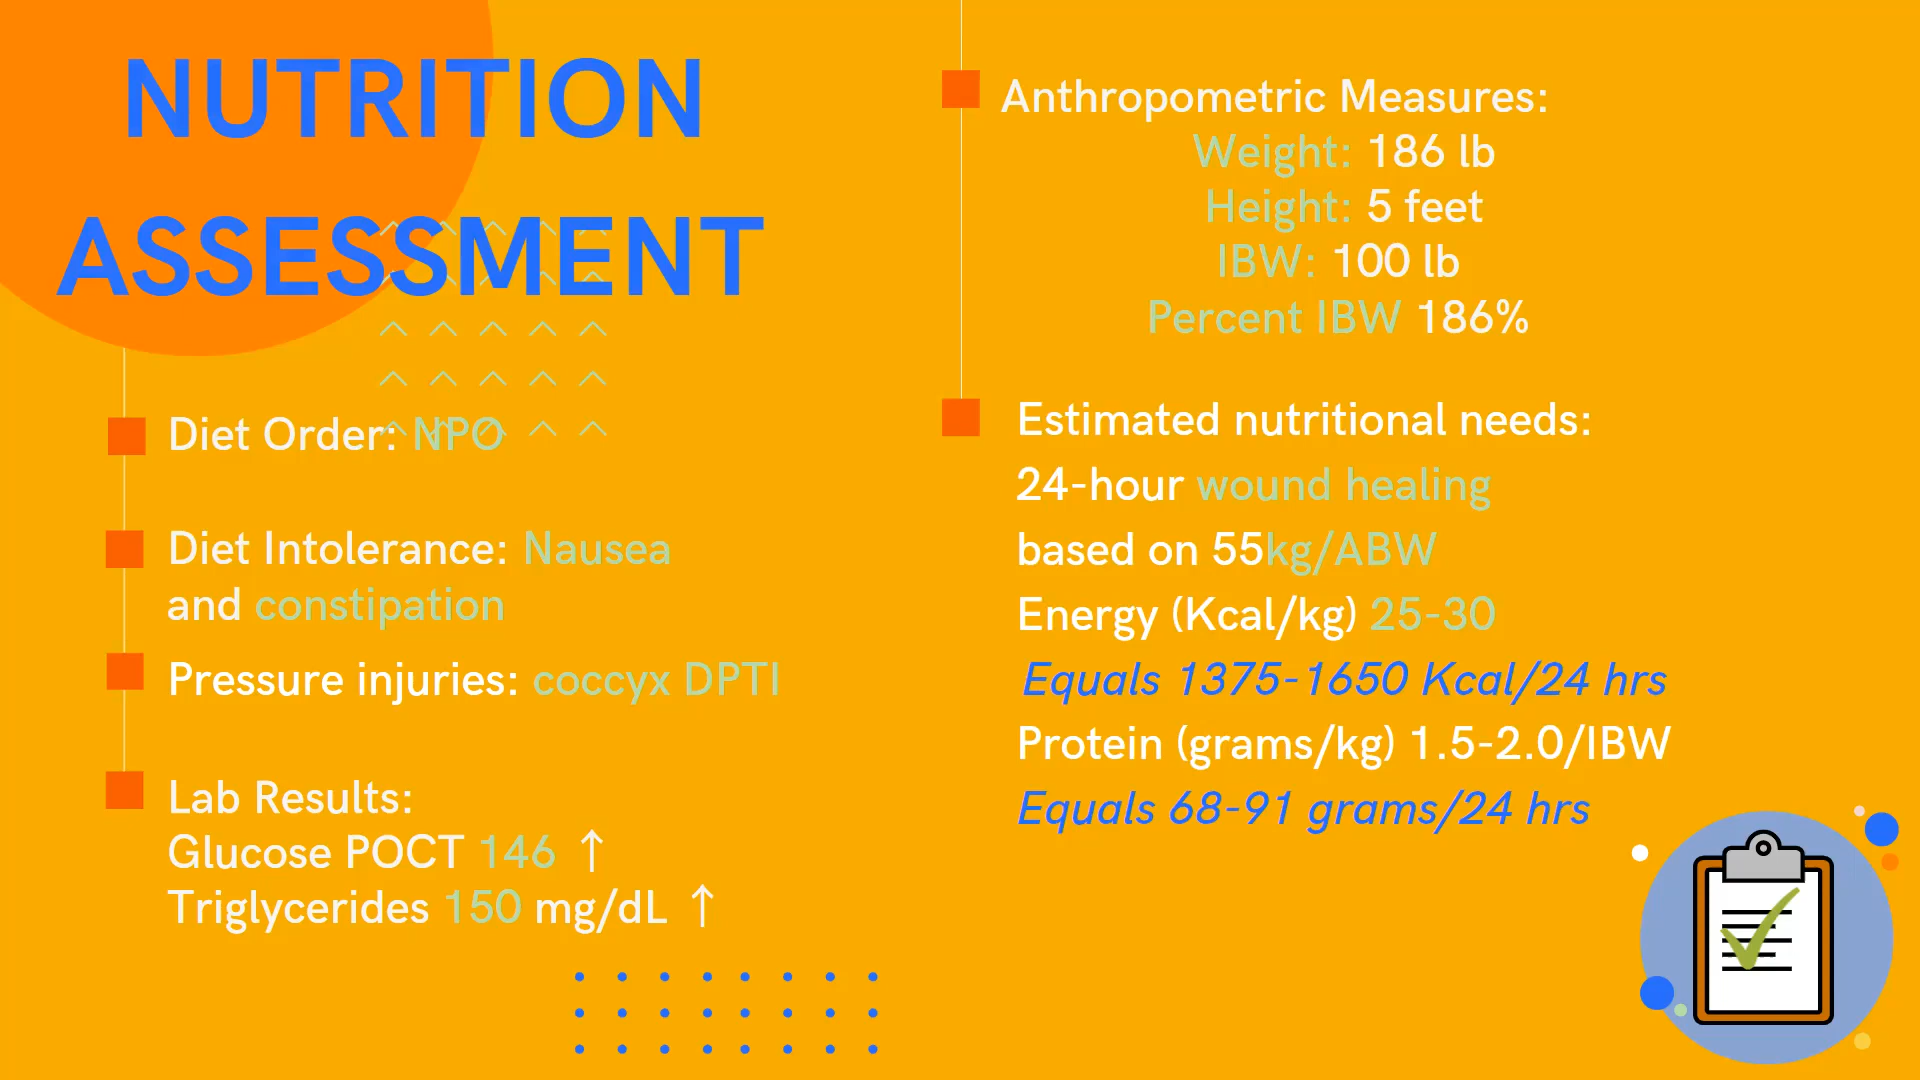 NUTRITION
ASSESSMENT
Diet Order: NPO
Diet Intolerance: Nausea
and constipation
Pressure injuries: coccyx DPTI
Lab Results:
Glucose POCT 146 ↑
Triglycerides 150 mg/dL ↑
Anthropometric Measures:
Weight: 186 lb
Height: 5 feet
IBW: 100 lb
Percent IBW 186%
Estimated nutritional needs:
24-hour wound healing
based on 55kg/ABW
Energy (Kcal/kg) 25-30
Equals 1375-1650 Kcal/24 hrs
Protein (grams/kg) 1.5-2.0/IBW
Equals 68-91 grams/24 hrs